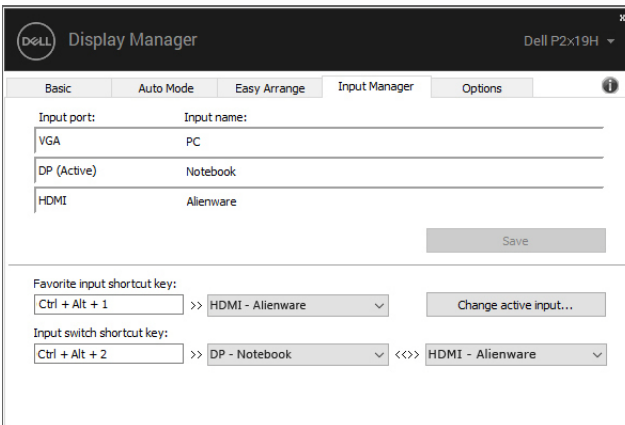 x
DELL Display Manager Dell P2x19H
Basic Auto Mode Easy Arrange Input Manager Options i
Input port: Input name:
VGA PC
DP (Active) Notebook
HDMI Alienware
Save
Favorite input shortcut key:
Ctrl + Alt + 1 >> HDMI - Alienware Change active input...
Input switch shortcut key:
Ctrl + Alt + 2 >> DP - Notebook <<>> HDMI - Alienware